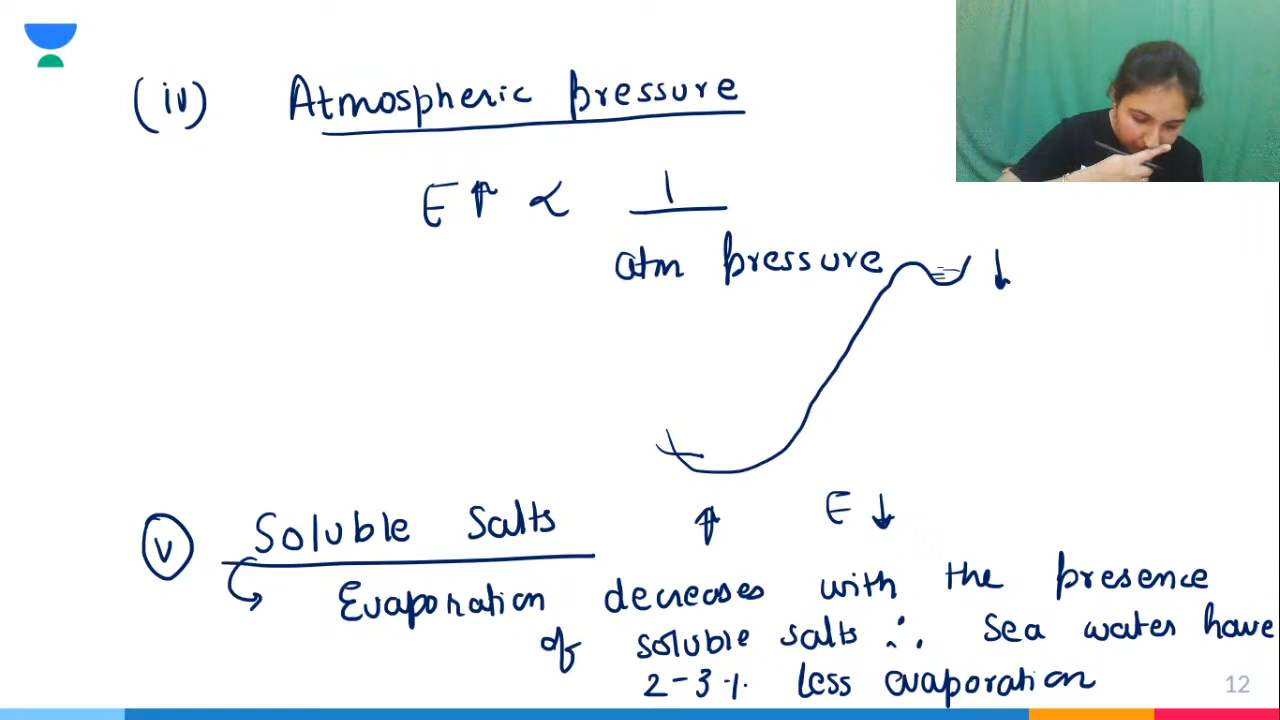 (iv) Atmospheric pressure
E↑ ∝ 1
atm pressure ↓
↑ E ↓
(v) Soluble Salts
Evaporation decreases with the presence
of soluble salts ∴ Sea water have
2-3% less evaporation
12